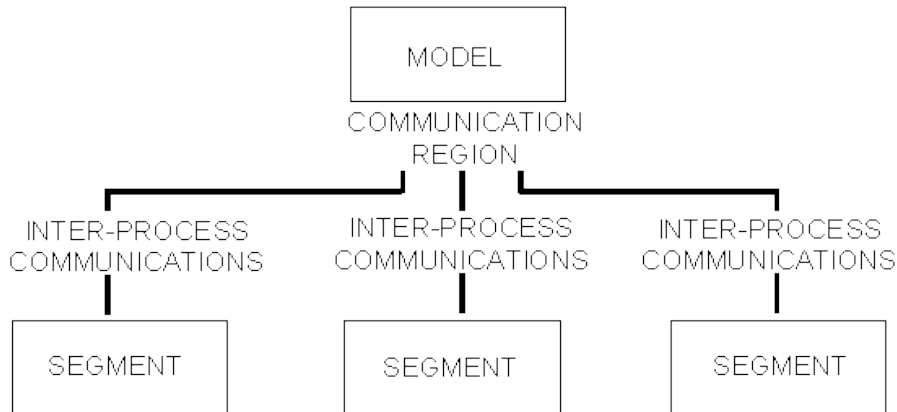 MODEL
COMMUNICATION
REGION
INTER-PROCESS
COMMUNICATIONS
INTER-PROCESS
COMMUNICATIONS
INTER-PROCESS
COMMUNICATIONS
SEGMENT
SEGMENT
SEGMENT